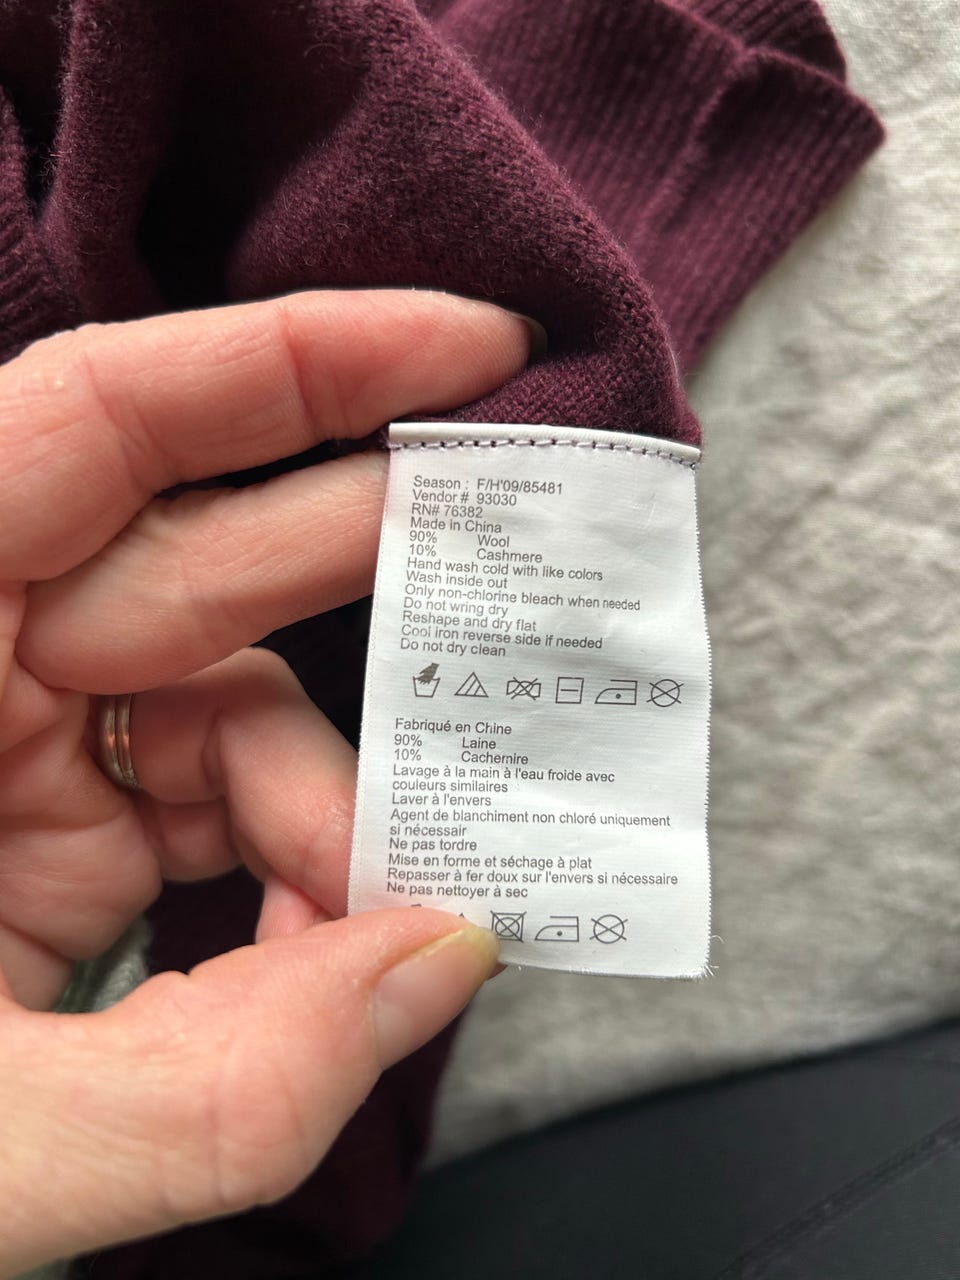 Season : F/H'09/85481
Vendor # 93030
RN# 76382
Made in China
90% Wool
10% Cashmere
Hand wash cold with like colors
Wash inside out
Only non-chlorine bleach when needed
Do not wring dry
Reshape and dry flat
Cool iron reverse side if needed
Do not dry clean
Fabriqué en Chine
90% Laine
10% Cachernire
Lavage à la main à l'eau froide avec
couleurs similaires
Laver à l'envers
Agent de blanchiment non chloré uniquement
si nécessair
Ne pas tordre
Mise en forme et séchage à plat
Repasser à fer doux sur l'envers si nécessaire
Ne pas nettoyer à sec